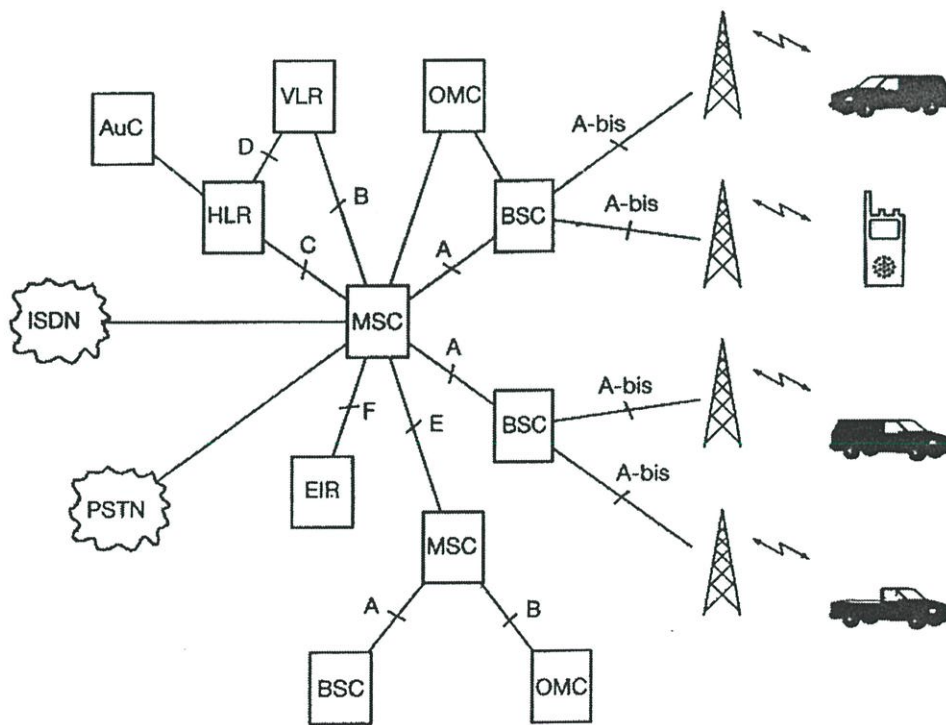 VLR
OMC
AuC
A-bis
D
HLR
B
BSC
A-bis
C
A
ISDN
MSC
A
A-bis
F
E
BSC
PSTN
EIR
A-bis
MSC
A
B
BSC
OMC